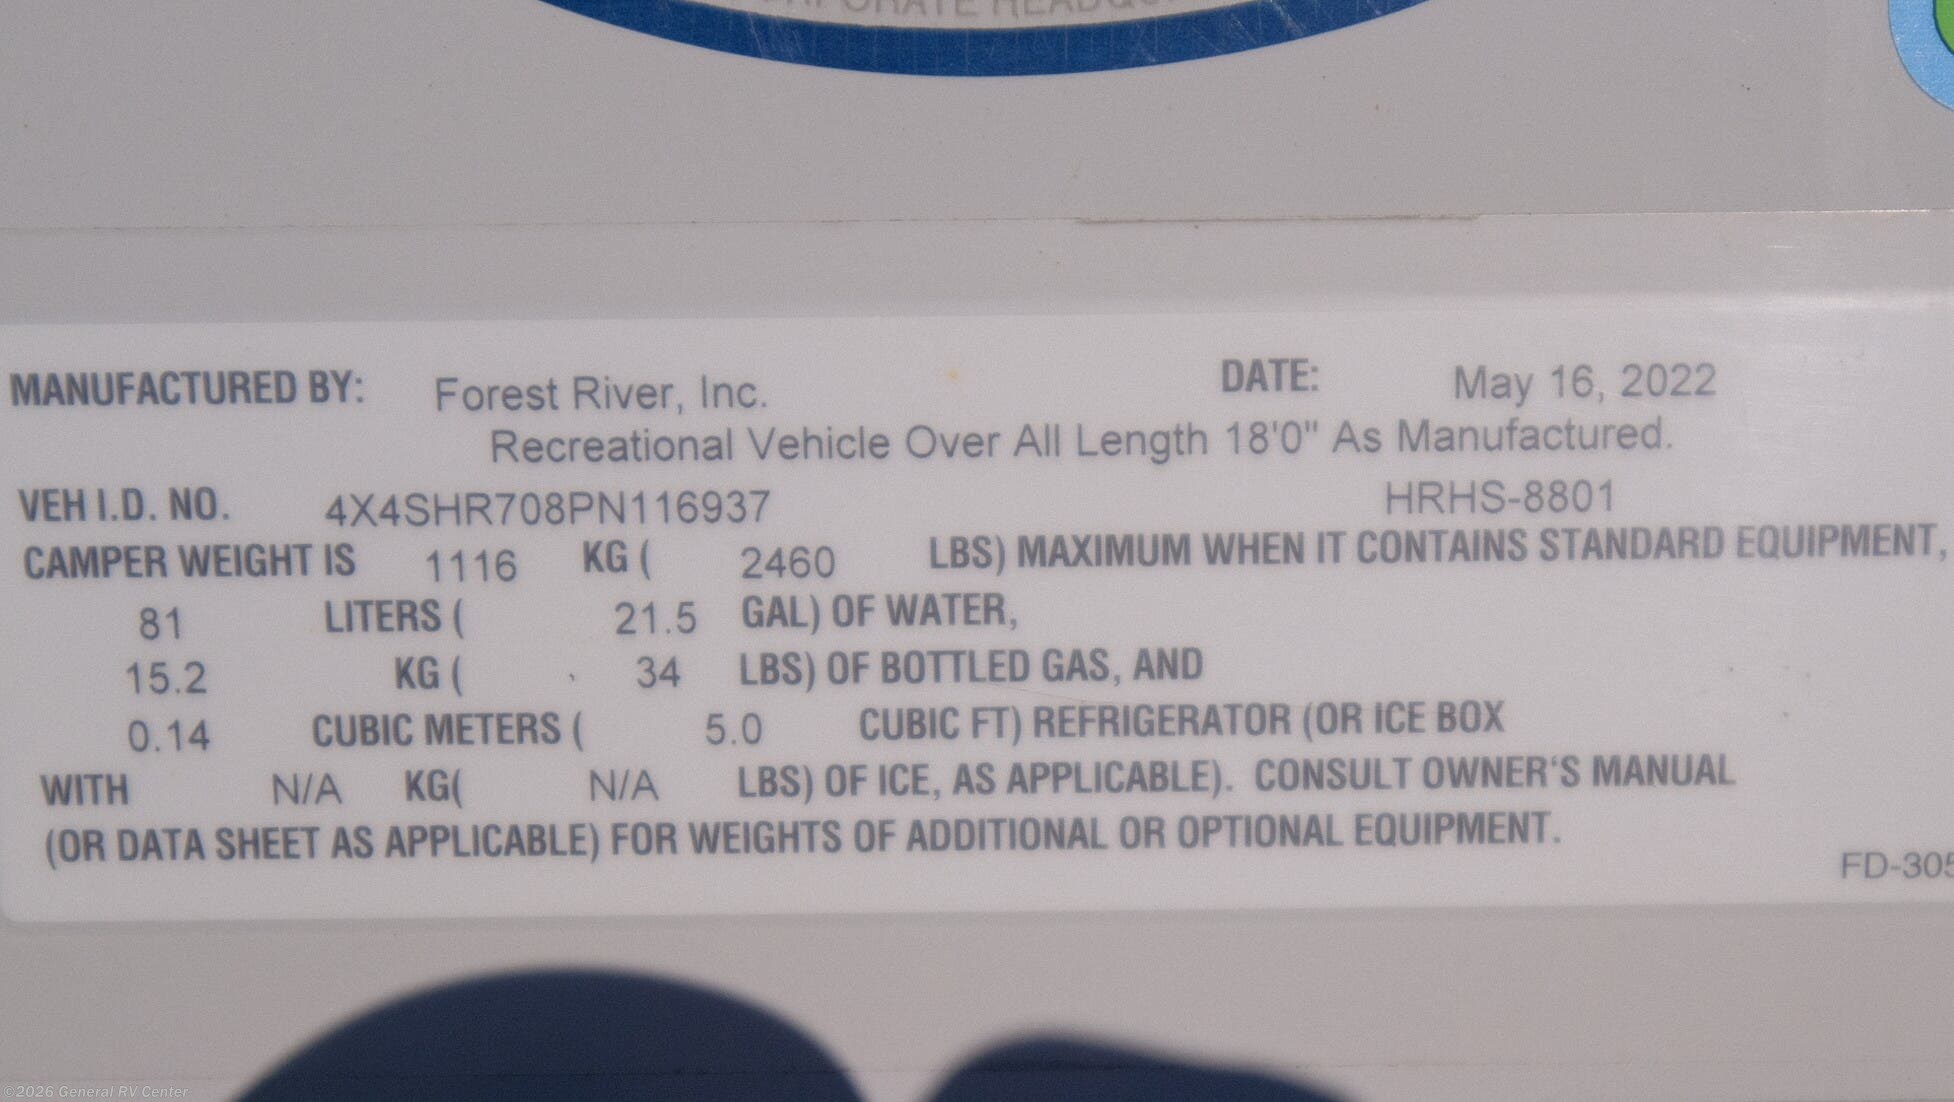 CORPORATE HEADQU
MANUFACTURED BY: Forest River, Inc. DATE: May 16, 2022
Recreational Vehicle Over All Length 18'0" As Manufactured.
VEH I.D. NO. 4X4SHR708PN116937 HRHS-8801
CAMPER WEIGHT IS 1116 KG ( 2460 LBS) MAXIMUM WHEN IT CONTAINS STANDARD EQUIPMENT,
81 LITERS ( 21.5 GAL) OF WATER,
15.2 KG ( 34 LBS) OF BOTTLED GAS, AND
0.14 CUBIC METERS ( 5.0 CUBIC FT) REFRIGERATOR (OR ICE BOX
WITH N/A KG( N/A LBS) OF ICE, AS APPLICABLE). CONSULT OWNER'S MANUAL
(OR DATA SHEET AS APPLICABLE) FOR WEIGHTS OF ADDITIONAL OR OPTIONAL EQUIPMENT.
FD-305
©2026 General RV Center